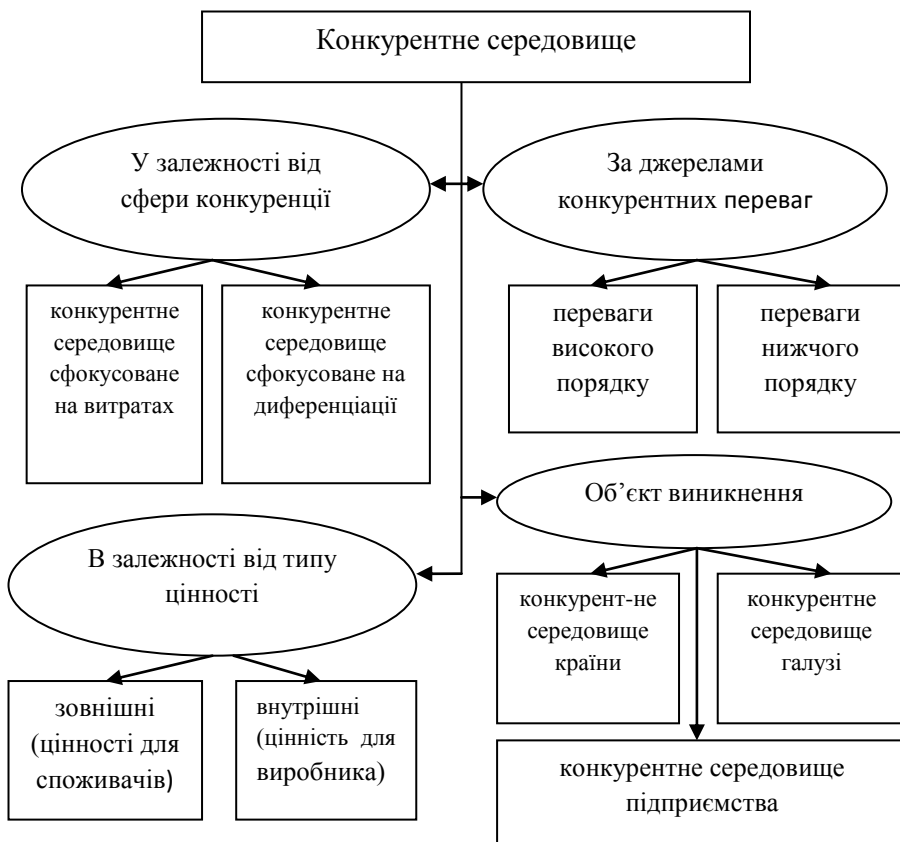 Конкурентне середовище
У залежності від
сфери конкуренції
За джерелами
конкурентних переваг
конкурентне
середовище
сфокусоване
на витратах
конкурентне
середовище
сфокусоване на
диференціації
переваги
високого
порядку
переваги
нижчого
порядку
Об’єкт виникнення
В залежності від типу
цінності
конкурент-не
середовище
країни
конкурентне
середовище
галузі
зовнішні
(цінності для
споживачів)
внутрішні
(цінність для
виробника)
конкурентне середовище
підприємства